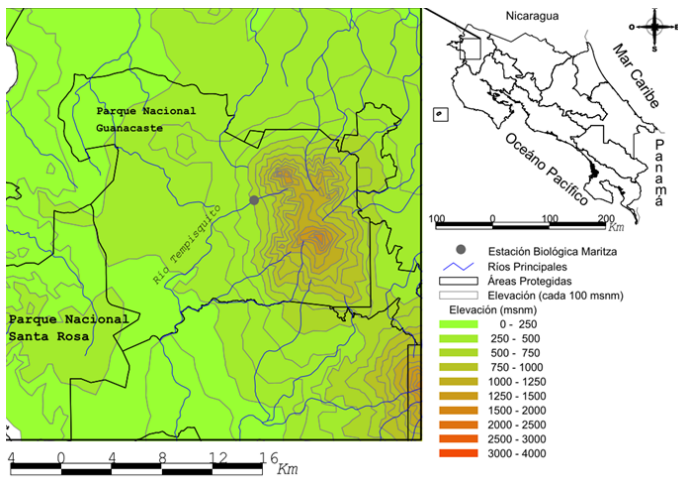 Parque Nacional
Guanacaste
Río Tempisquito
Parque Nacional
Santa Rosa
4 0 4 8 12 16
Km
Nicaragua
Mar Caribe
Océano Pacífico
Panamá
N
O E
S
100 0 100 200
Km
Estación Biológica Maritza
Ríos Principales
Áreas Protegidas
Elevación (cada 100 msnm)
Elevación (msnm)
0 - 250
250 - 500
500 - 750
750 - 1000
1000 - 1250
1250 - 1500
1500 - 2000
2000 - 2500
2500 - 3000
3000 - 4000